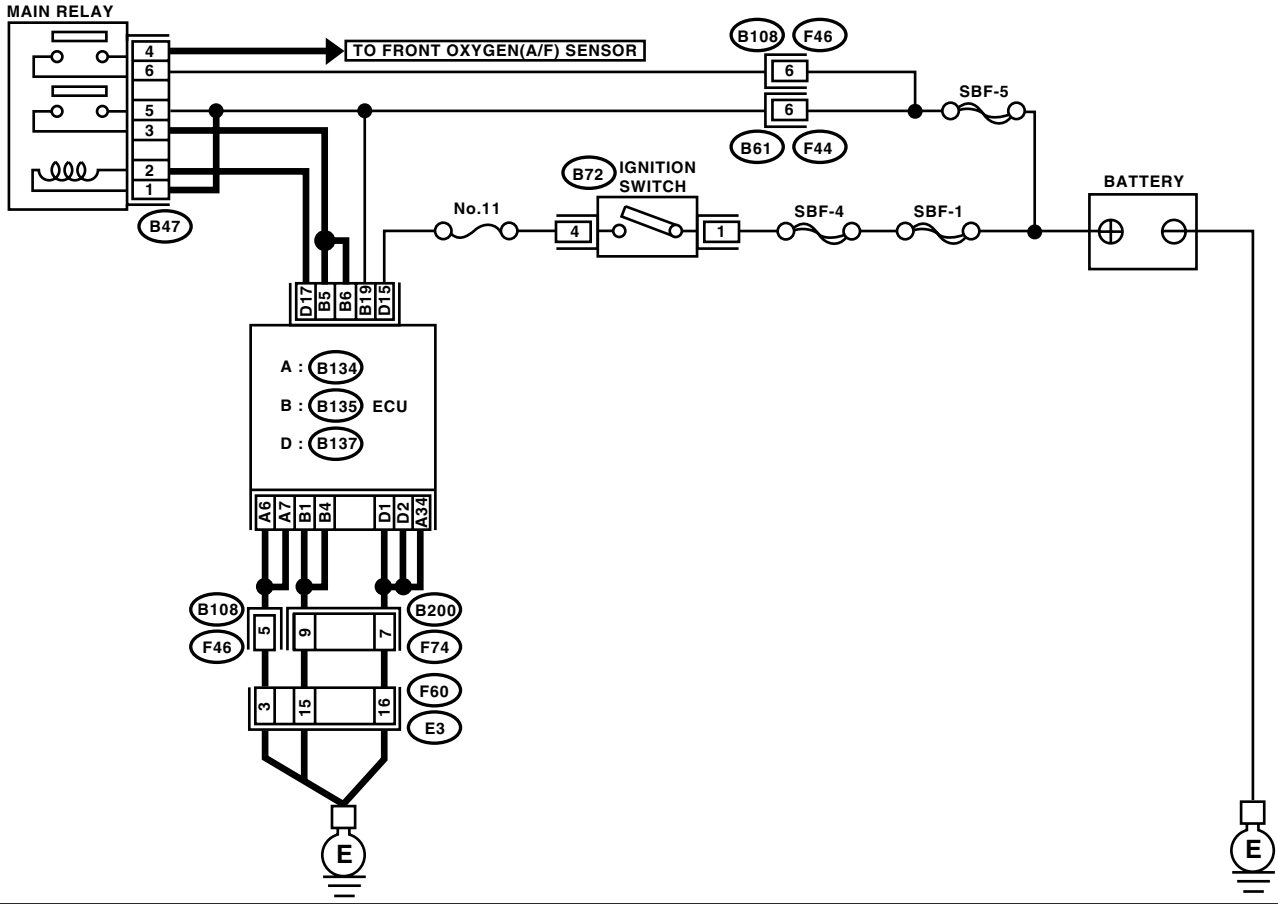 MAIN RELAY
4
TO FRONT OXYGEN(A/F) SENSOR
B108
F46
6
6
5
6
SBF-5
3
B61
F44
2
1
B47
B72
IGNITION
SWITCH
No.11
4
1
SBF-4
SBF-1
BATTERY
D17
B5
B6
B19
D15
A :
B134
B :
B135
ECU
D :
B137
A6
A7
B1
B4
D1
D2
A34
B108
F46
5
9
7
B200
F74
3
15
16
F60
E3
E
E